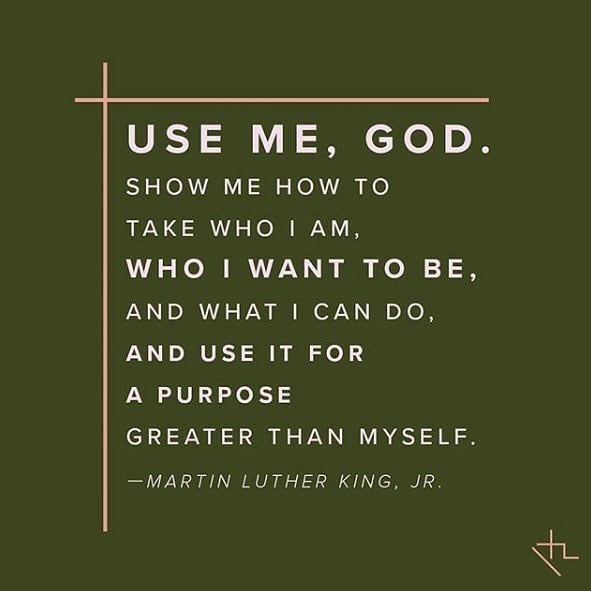 USE ME, GOD.
SHOW ME HOW TO
TAKE WHO I AM,
WHO I WANT TO BE,
AND WHAT I CAN DO,
AND USE IT FOR
A PURPOSE
GREATER THAN MYSELF.
—MARTIN LUTHER KING, JR.